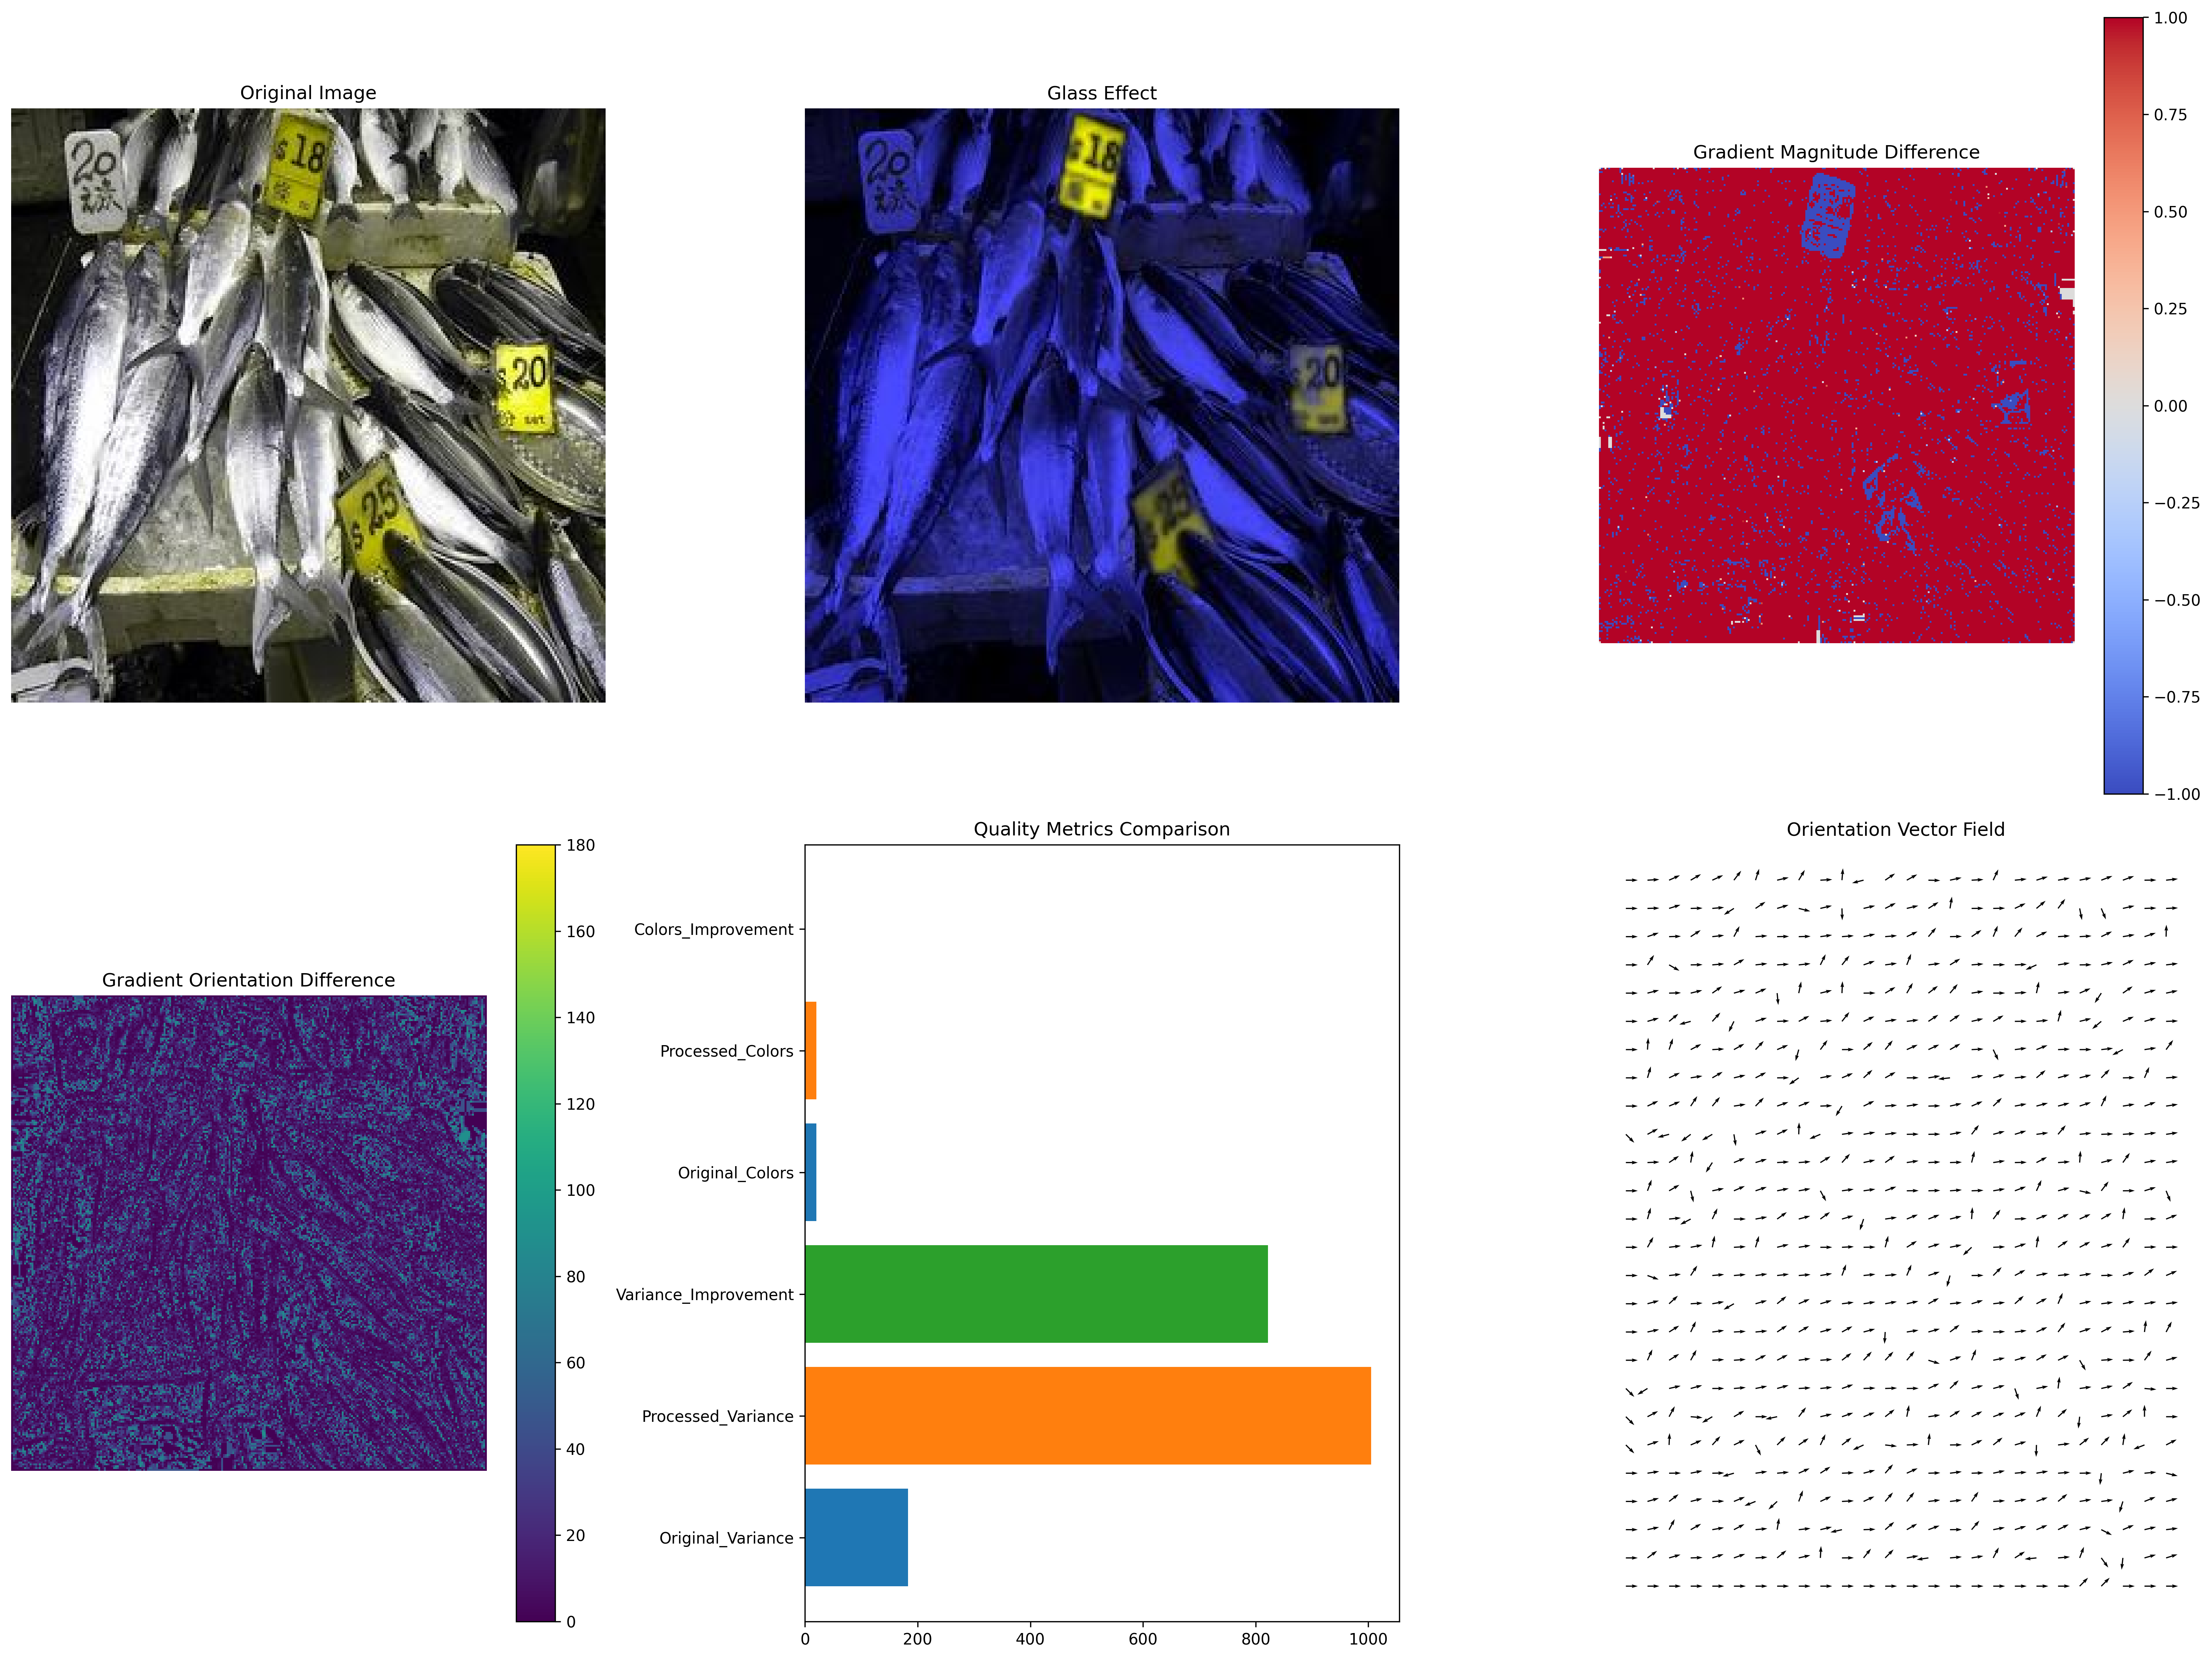 Original Image
20
$18
$20
$25
Glass Effect
20
$18
$20
25
Gradient Magnitude Difference
1.00
0.75
0.50
0.25
0.00
−0.25
−0.50
−0.75
−1.00
Gradient Orientation Difference
180
160
140
120
100
80
60
40
20
0
Quality Metrics Comparison
Colors_Improvement
Processed_Colors
Original_Colors
Variance_Improvement
Processed_Variance
Original_Variance
0 200 400 600 800 1000
Orientation Vector Field